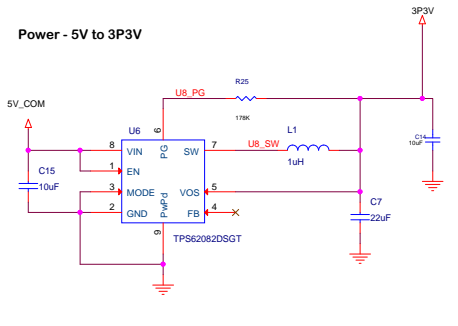 3P3V
Power - 5V to 3P3V
R25
U8_PG
178K
5V_COM
U6
L1
C14
10uF
6
PG
8
VIN
SW
7
U8_SW
1uH
1
EN
C15
10uF
3
MODE
VOS
5
C7
22uF
2
GND
PwPd
FB
4
9
TPS62082DSGT